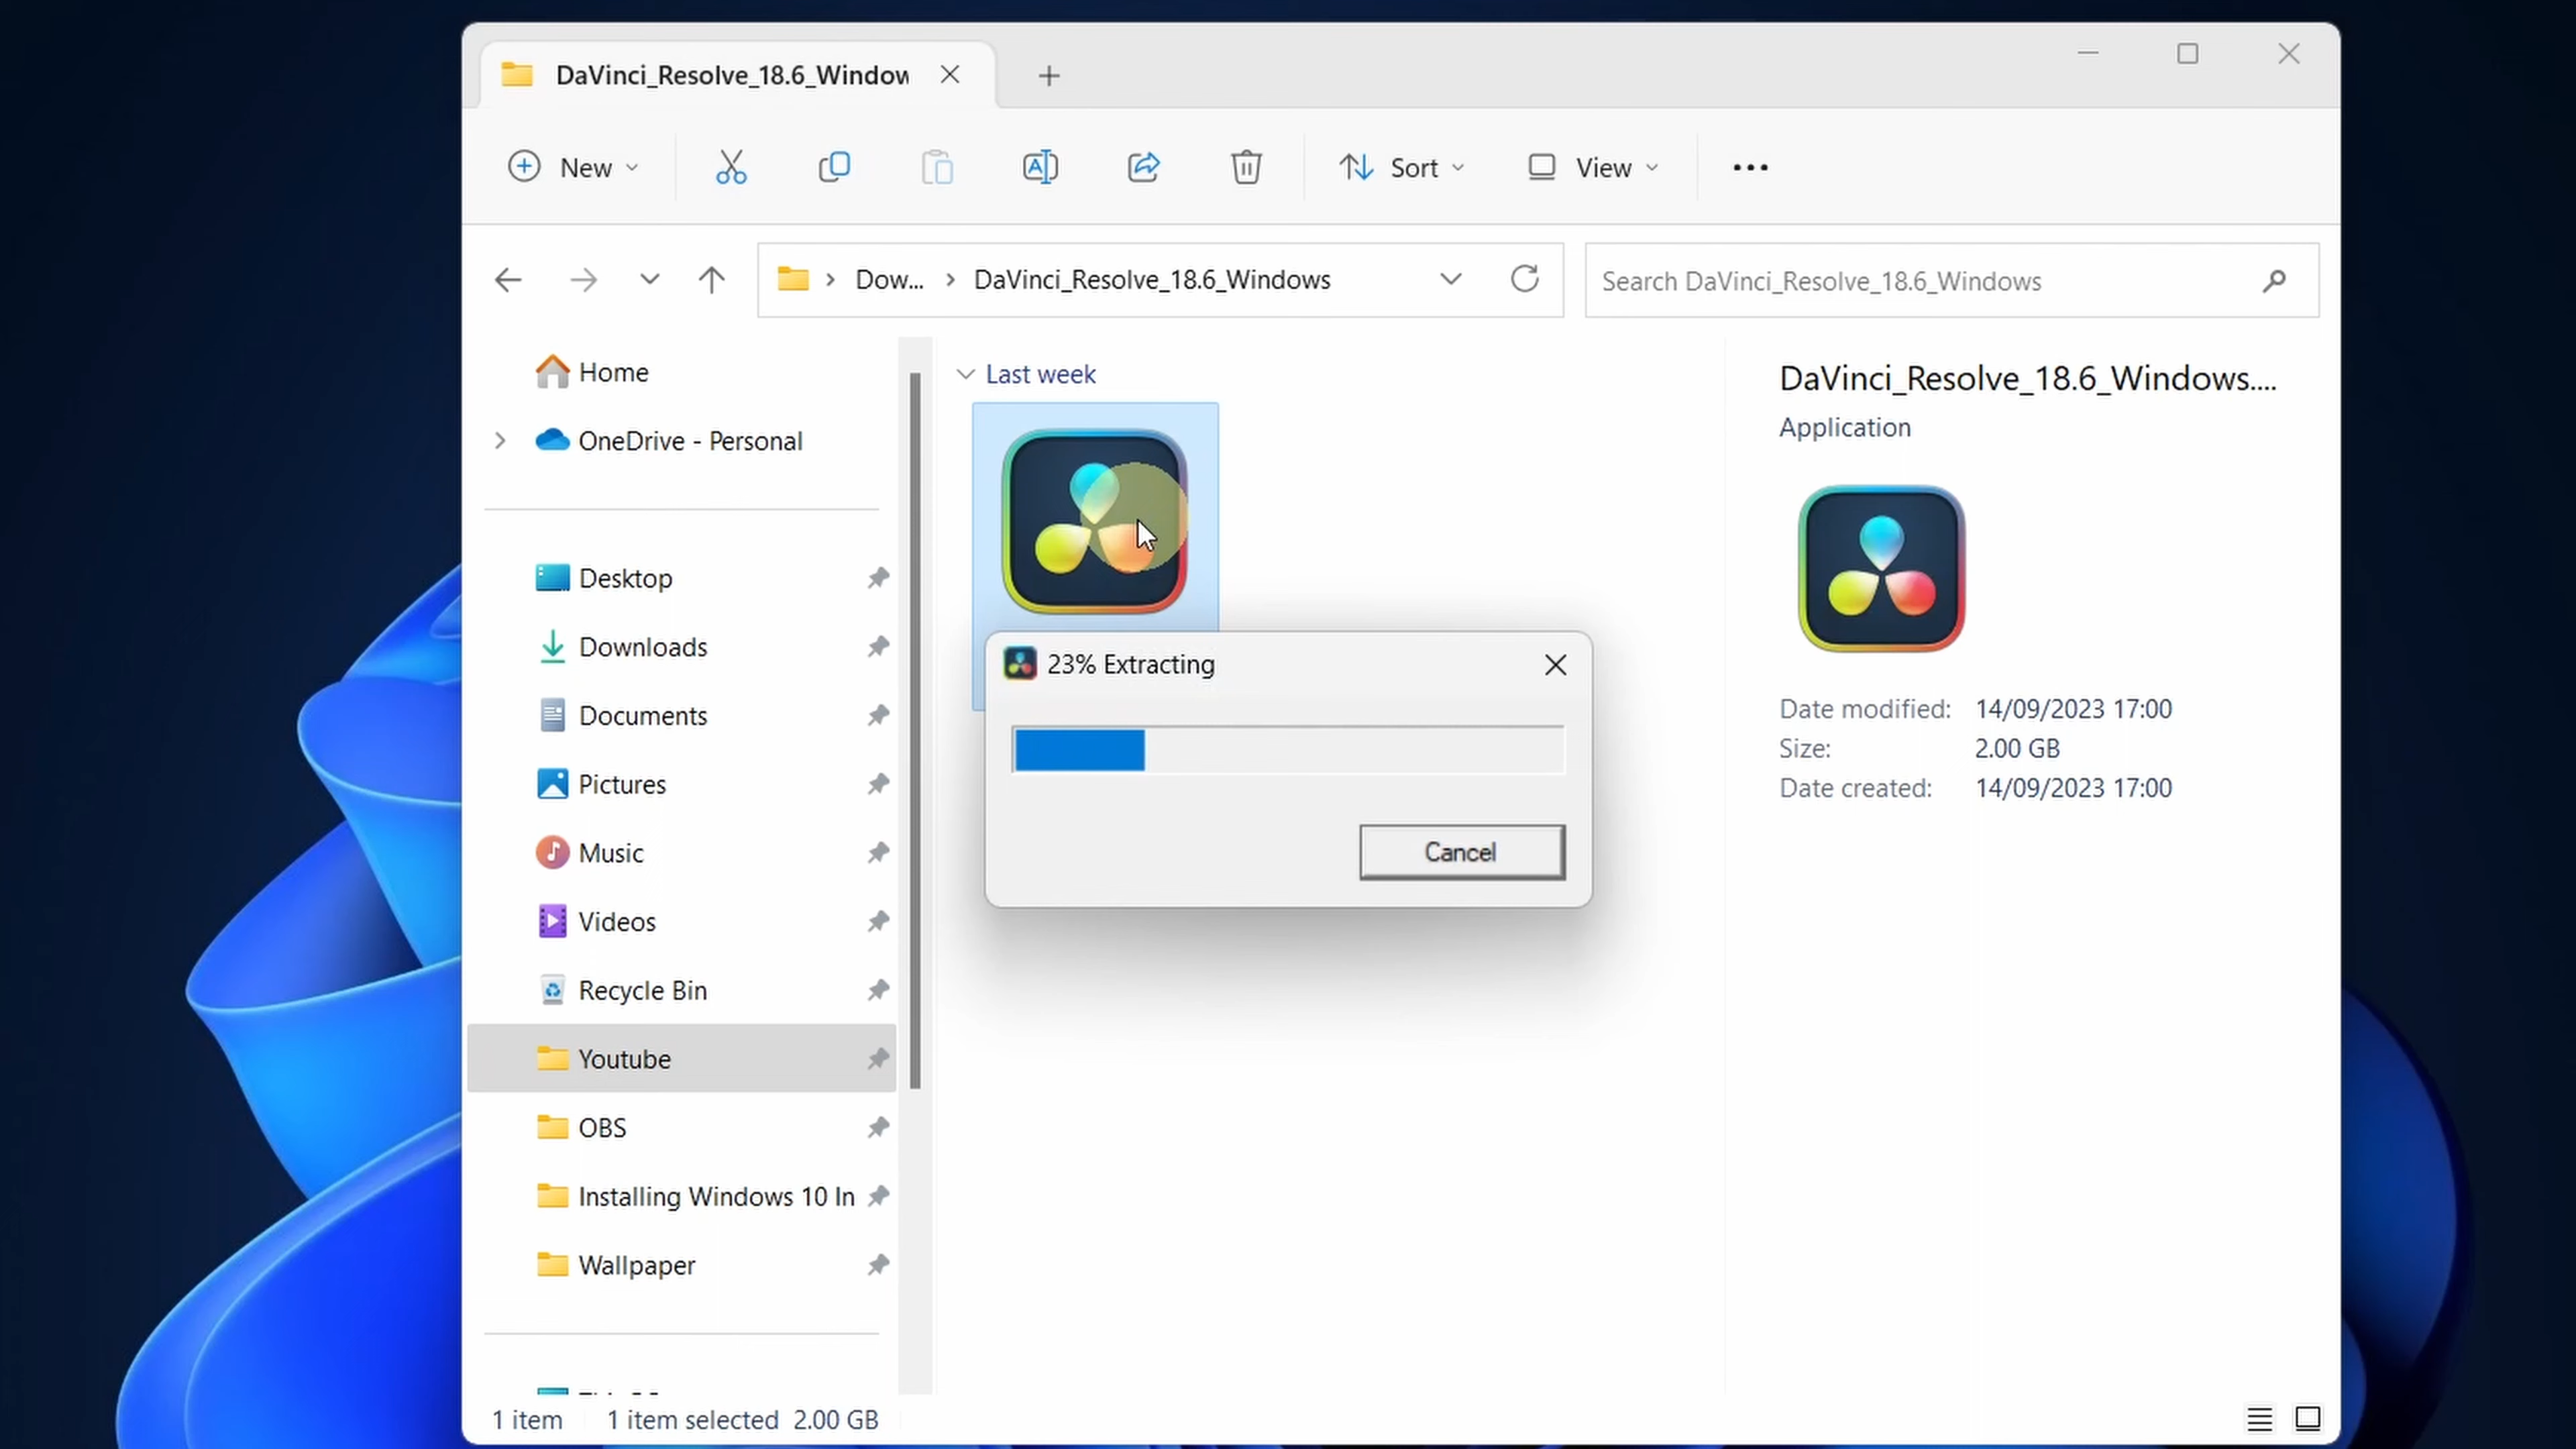 DaVinci_Resolve_18.6_Window
New
Sort
View
Dow...
DaVinci_Resolve_18.6_Windows
Search DaVinci_Resolve_18.6_Windows
Home
OneDrive - Personal
Desktop
Downloads
Documents
Pictures
Music
Videos
Recycle Bin
Youtube
OBS
Installing Windows 10 In
Wallpaper
Last week
23% Extracting
Cancel
DaVinci_Resolve_18.6_Windows....
Application
Date modified: 14/09/2023 17:00
Size: 2.00 GB
Date created: 14/09/2023 17:00
1 item 1 item selected 2.00 GB